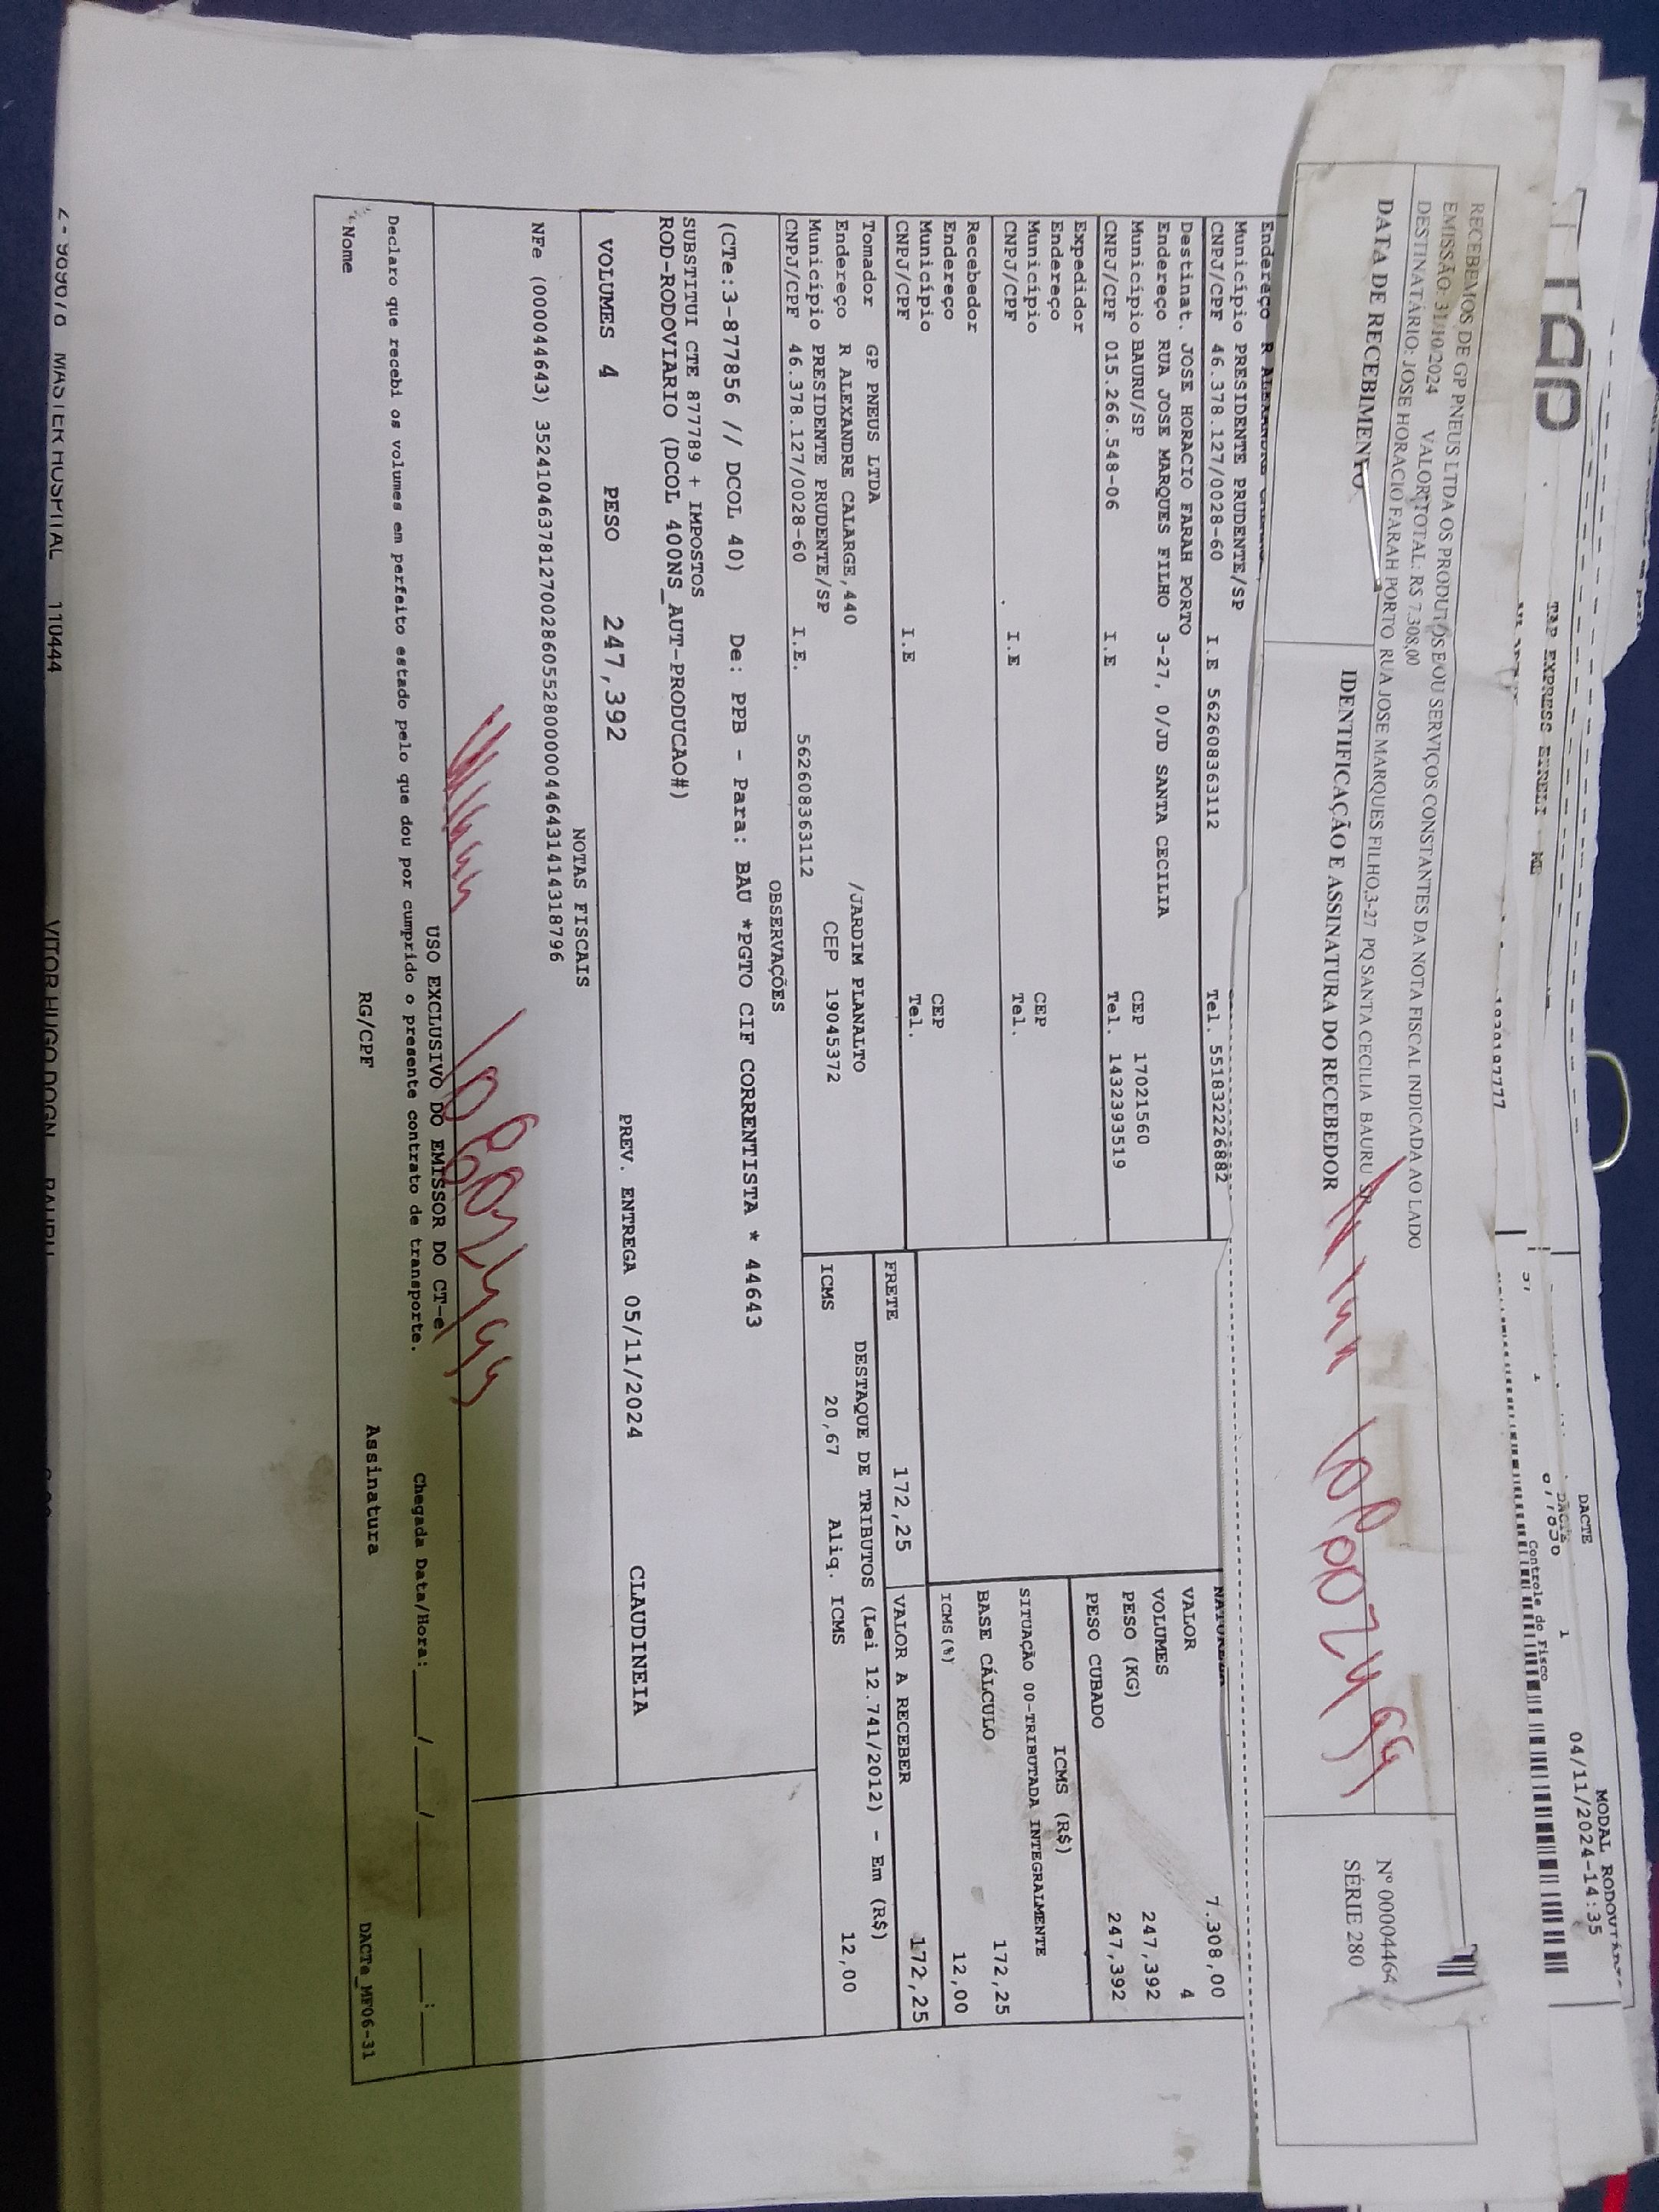 DACTE
MODAL RODOVIÁRIO
TAP EXPRESS EIRELI - ME
04/11/2024-14:35
Controle do Fisco
RECEBEMOS DE GP PNEUS LTDA OS PRODUTOS E/OU SERVIÇOS CONSTANTES DA NOTA FISCAL INDICADA AO LADO
EMISSÃO: 31/10/2024 VALOR TOTAL: R$ 7.308,00
DESTINATÁRIO: JOSE HORACIO FARAH PORTO RUA JOSE MARQUES FILHO,3-27 PQ SANTA CECILIA BAURU SP
DATA DE RECEBIMENTO
IDENTIFICAÇÃO E ASSINATURA DO RECEBEDOR
Nº 00004464
SÉRIE 280
Endereço
Município PRESIDENTE PRUDENTE/SP
CNPJ/CPF 46.378.127/0028-60 I.E 562608363112 Tel. 551832226882
Destinat. JOSE HORACIO FARAH PORTO
Endereço RUA JOSE MARQUES FILHO 3-27, 0/JD SANTA CECILIA
Município BAURU/SP CEP 17021560
CNPJ/CPF 015.266.548-06 I.E Tel. 1432393519
Expedidor
Endereço
Município CEP
CNPJ/CPF I.E Tel.
Recebedor
Endereço
Município CEP
CNPJ/CPF I.E Tel.
VALOR 7.308,00
VOLUMES 4
PESO (KG) 247,392
PESO CUBADO 247,392
ICMS (R$)
SITUAÇÃO 00-TRIBUTADA INTEGRALMENTE
BASE CÁLCULO 172,25
ICMS(%) 12,00
FRETE 172,25 VALOR A RECEBER 172,25
Tomador GP PNEUS LTDA
Endereço R ALEXANDRE CALARGE,440 /JARDIM PLANALTO
Município PRESIDENTE PRUDENTE/SP CEP 19045372
CNPJ/CPF 46.378.127/0028-60 I.E. 562608363112
DESTAQUE DE TRIBUTOS (Lei 12.741/2012) - Em (R$)
ICMS 20,67 Aliq. ICMS 12,00
OBSERVAÇÕES
(CTe:3-877856 // DCOL 40) De: PPB - Para: BAU *PGTO CIF CORRENTISTA * 44643
SUBSTITUI CTE 877789 + IMPOSTOS
ROD-RODOVIARIO (DCOL 400NS_AUT-PRODUCAO#)
VOLUMES 4 PESO 247,392 PREV. ENTREGA 05/11/2024 CLAUDINEIA
NOTAS FISCAIS
NFe (000044643) 35241046378127002860552800000446431414318796
USO EXCLUSIVO DO EMISSOR DO CT-e
Declaro que recebi os volumes em perfeito estado pelo que dou por cumprido o presente contrato de transporte. Chegada Data/Hora:____/____/______ ___:___
Nome RG/CPF Assinatura DACTe_MF06-31
MASTER HOSPITAL 110444